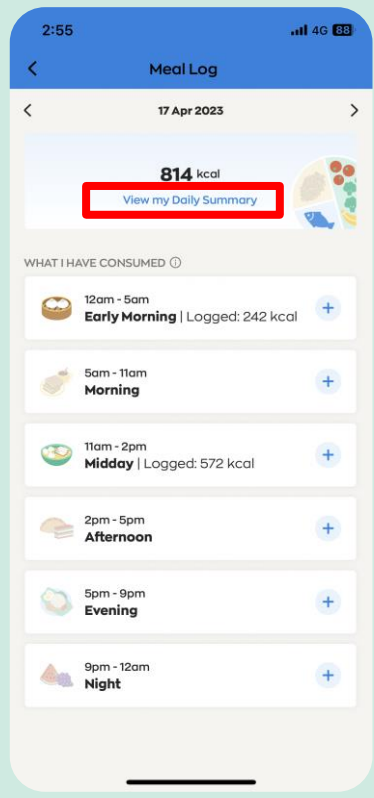 2:55
4G 88
Meal Log
17 Apr 2023
814 kcal
View my Daily Summary
WHAT I HAVE CONSUMED
12am - 5am
Early Morning | Logged: 242 kcal
5am - 11am
Morning
11am - 2pm
Midday | Logged: 572 kcal
2pm - 5pm
Afternoon
5pm - 9pm
Evening
9pm - 12am
Night